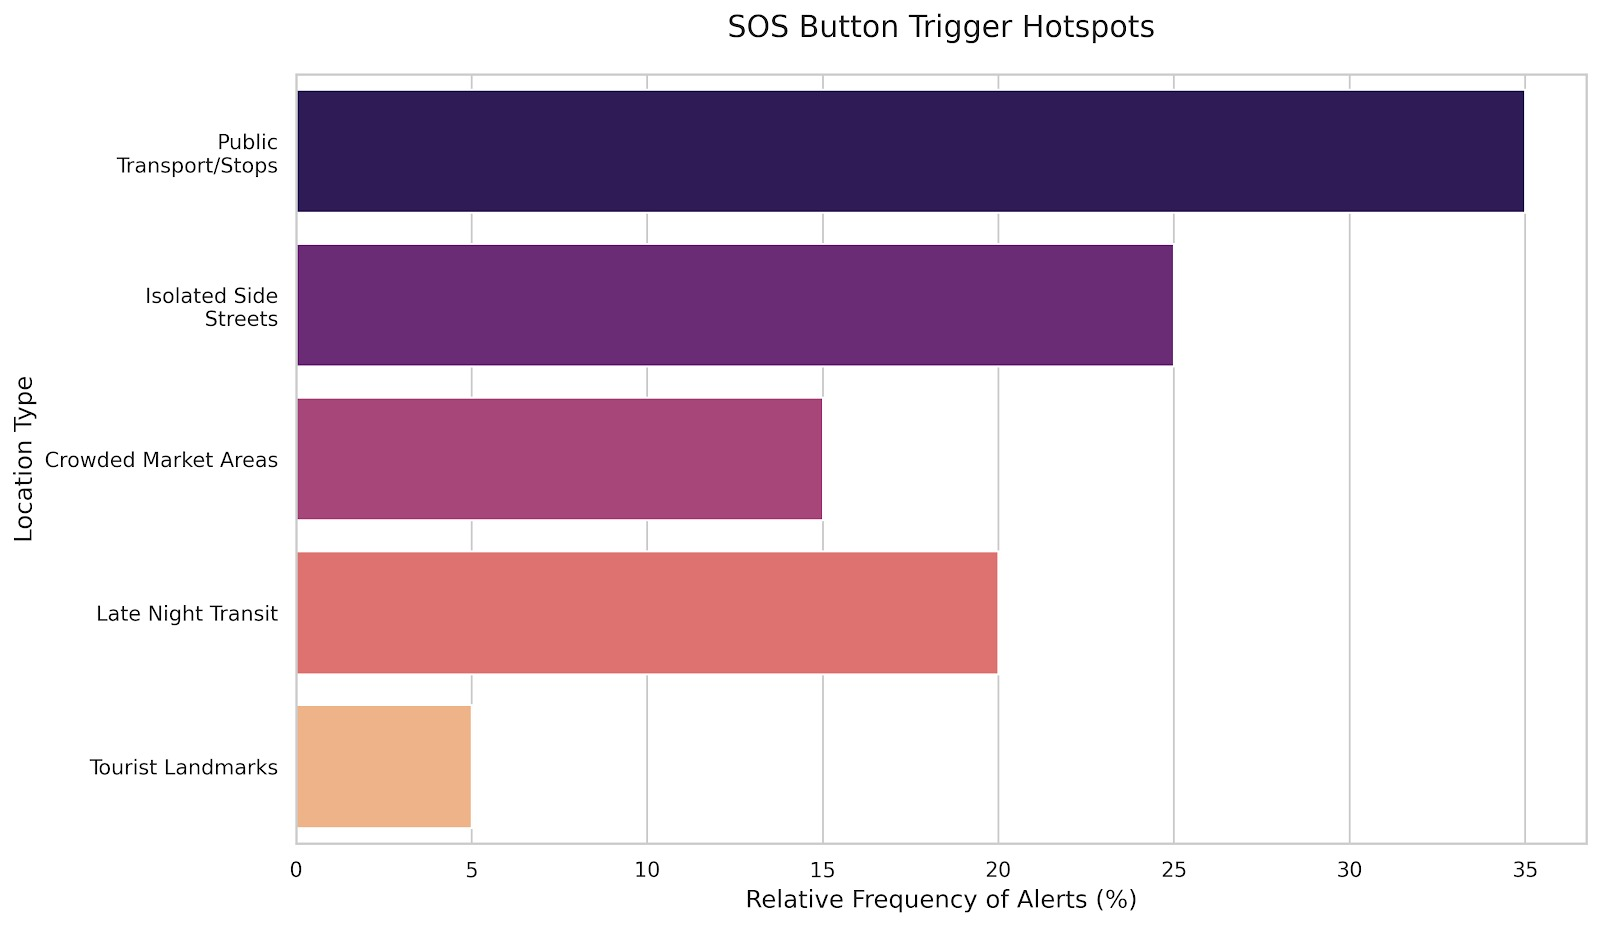 SOS Button Trigger Hotspots
Public
Transport/Stops
Isolated Side
Streets
Crowded Market Areas
Late Night Transit
Tourist Landmarks
Location Type
0 5 10 15 20 25 30 35
Relative Frequency of Alerts (%)